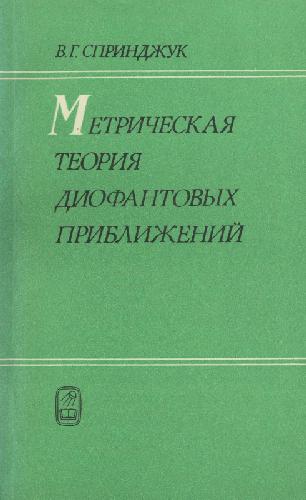 В.Г. СПРИНДЖУК
МЕТРИЧЕСКАЯ
ТЕОРИЯ
ДИОФАНТОВЫХ
ПРИБЛИЖЕНИЙ